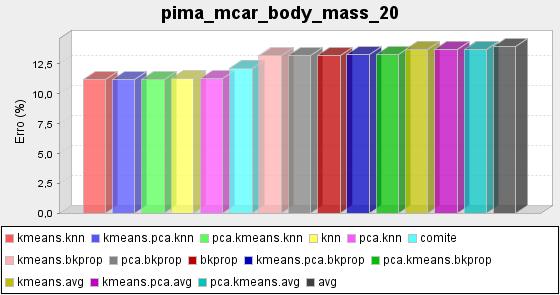 pima_mcar_body_mass_20
Erro (%)
12,5
10,0
7,5
5,0
2,5
0,0
kmeans.knn kmeans.pca.knn pca.kmeans.knn knn pca.knn comite
kmeans.bkprop pca.bkprop bkprop kmeans.pca.bkprop pca.kmeans.bkprop
kmeans.avg kmeans.pca.avg pca.kmeans.avg avg